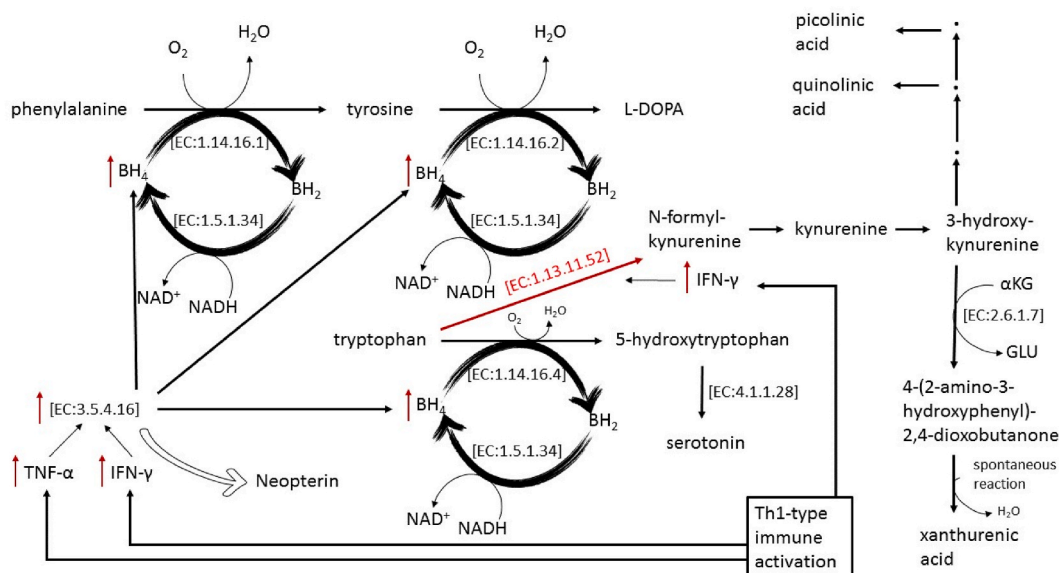 O2
H2O
phenylalanine
[EC:1.14.16.1]
BH4
BH2
[EC:1.5.1.34]
NAD+
NADH
O2
H2O
tyrosine
L-DOPA
[EC:1.14.16.2]
BH4
BH2
[EC:1.5.1.34]
NAD+
NADH
picolinic
acid
quinolinic
acid
N-formyl-
kynurenine
kynurenine
3-hydroxy-
kynurenine
[EC:1.13.11.52]
IFN-γ
tryptophan
O2
H2O
5-hydroxytryptophan
[EC:1.14.16.4]
BH4
BH2
[EC:1.5.1.34]
NAD+
NADH
[EC:4.1.1.28]
serotonin
αKG
[EC:2.6.1.7]
GLU
4-(2-amino-3-
hydroxyphenyl)-
2,4-dioxobutanone
spontaneous
reaction
H2O
xanthurenic
acid
[EC:3.5.4.16]
TNF-α
IFN-γ
Neopterin
Th1-type
immune
activation